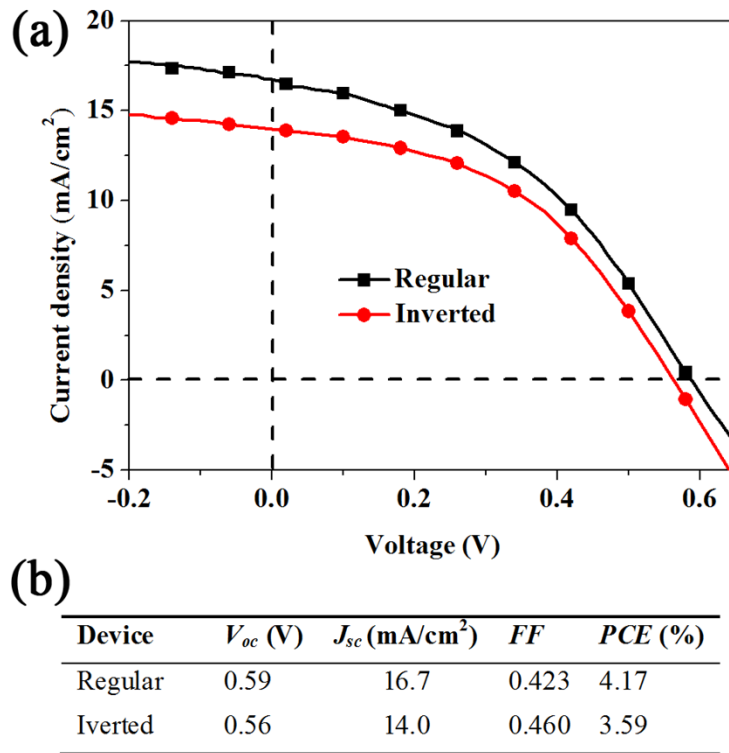 (a)
20
15
10
5
0
-5
Current density (mA/cm²)
Regular
Inverted
-0.2 0.0 0.2 0.4 0.6
Voltage (V)
(b)
Device Voc (V) Jsc (mA/cm²) FF PCE (%)
Regular 0.59 16.7 0.423 4.17
Iverted 0.56 14.0 0.460 3.59